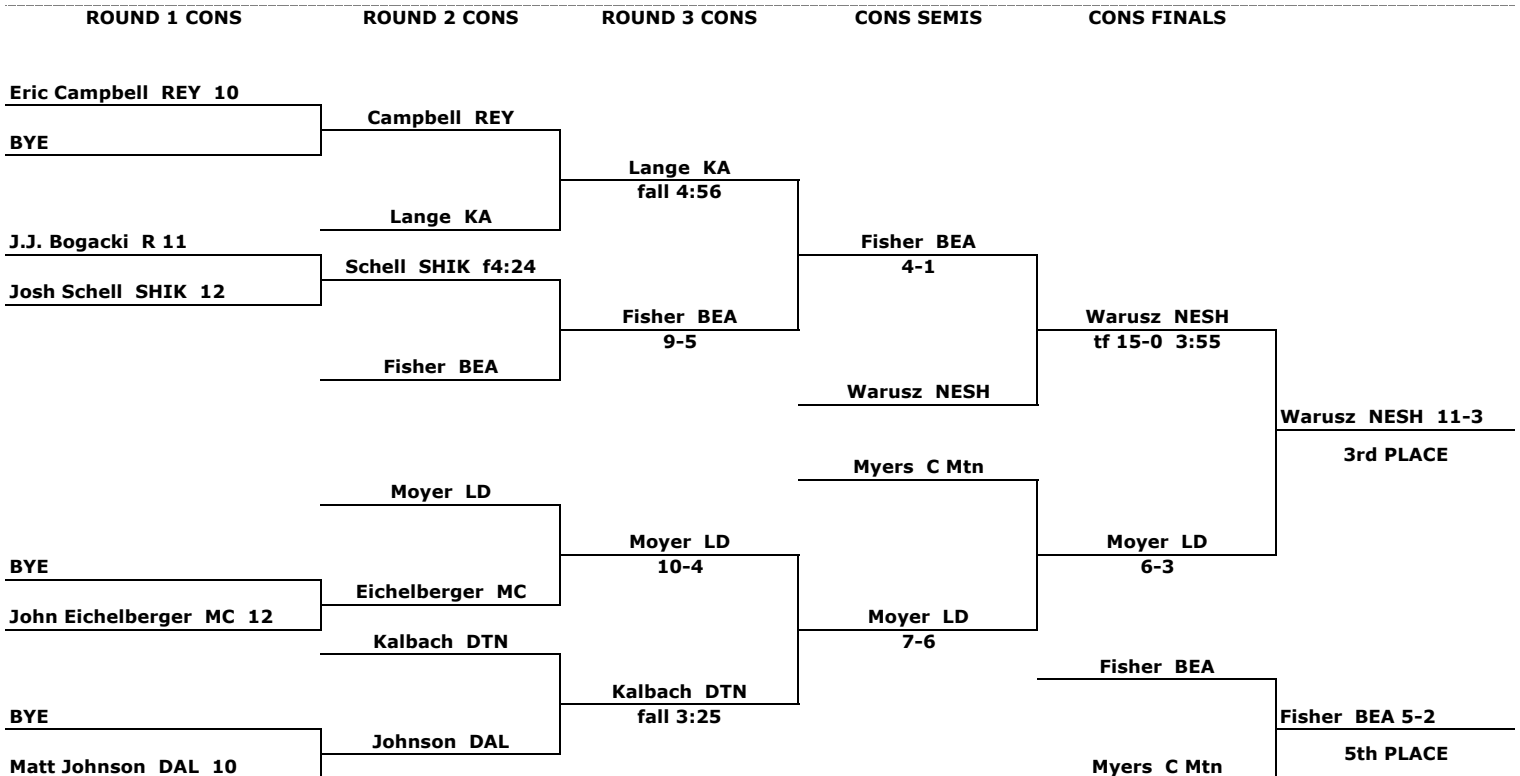 ROUND 1 CONS ROUND 2 CONS ROUND 3 CONS CONS SEMIS CONS FINALS
Eric Campbell REY 10
Campbell REY
BYE
Lange KA
fall 4:56
Lange KA
J.J. Bogacki R 11
Fisher BEA
Schell SHIK f4:24
4-1
Josh Schell SHIK 12
Fisher BEA
Warusz NESH
9-5
tf 15-0 3:55
Fisher BEA
Warusz NESH
Warusz NESH 11-3
3rd PLACE
Myers C Mtn
Moyer LD
Moyer LD
Moyer LD
BYE
10-4
6-3
Eichelberger MC
John Eichelberger MC 12
Moyer LD
Kalbach DTN
7-6
Fisher BEA
Kalbach DTN
BYE
fall 3:25
Fisher BEA 5-2
Johnson DAL
5th PLACE
Matt Johnson DAL 10
Myers C Mtn